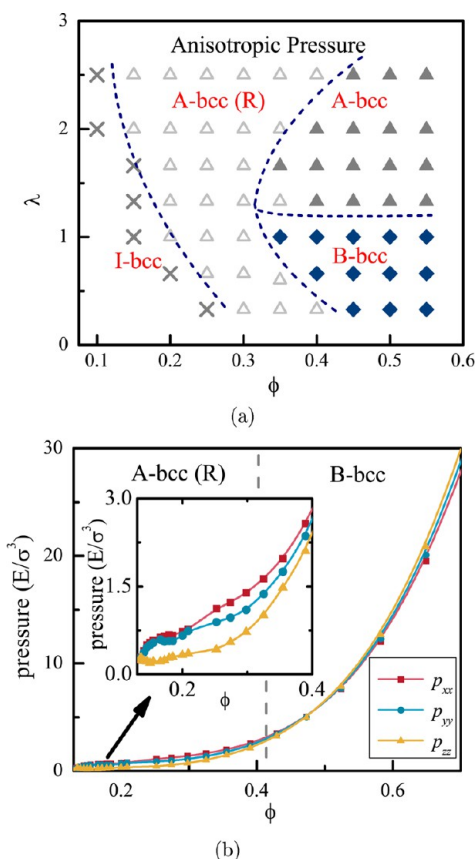 Anisotropic Pressure
A-bcc (R)
A-bcc
I-bcc
B-bcc
λ
3
2
1
0
0.1 0.2 0.3 0.4 0.5 0.6
ϕ
(a)
A-bcc (R)
B-bcc
pressure (E/σ³)
30
20
10
0
pressure (E/σ³)
3.0
1.5
0.0
0.2 0.4
ϕ
p_xx
p_yy
p_zz
0.2 0.4 0.6
ϕ
(b)